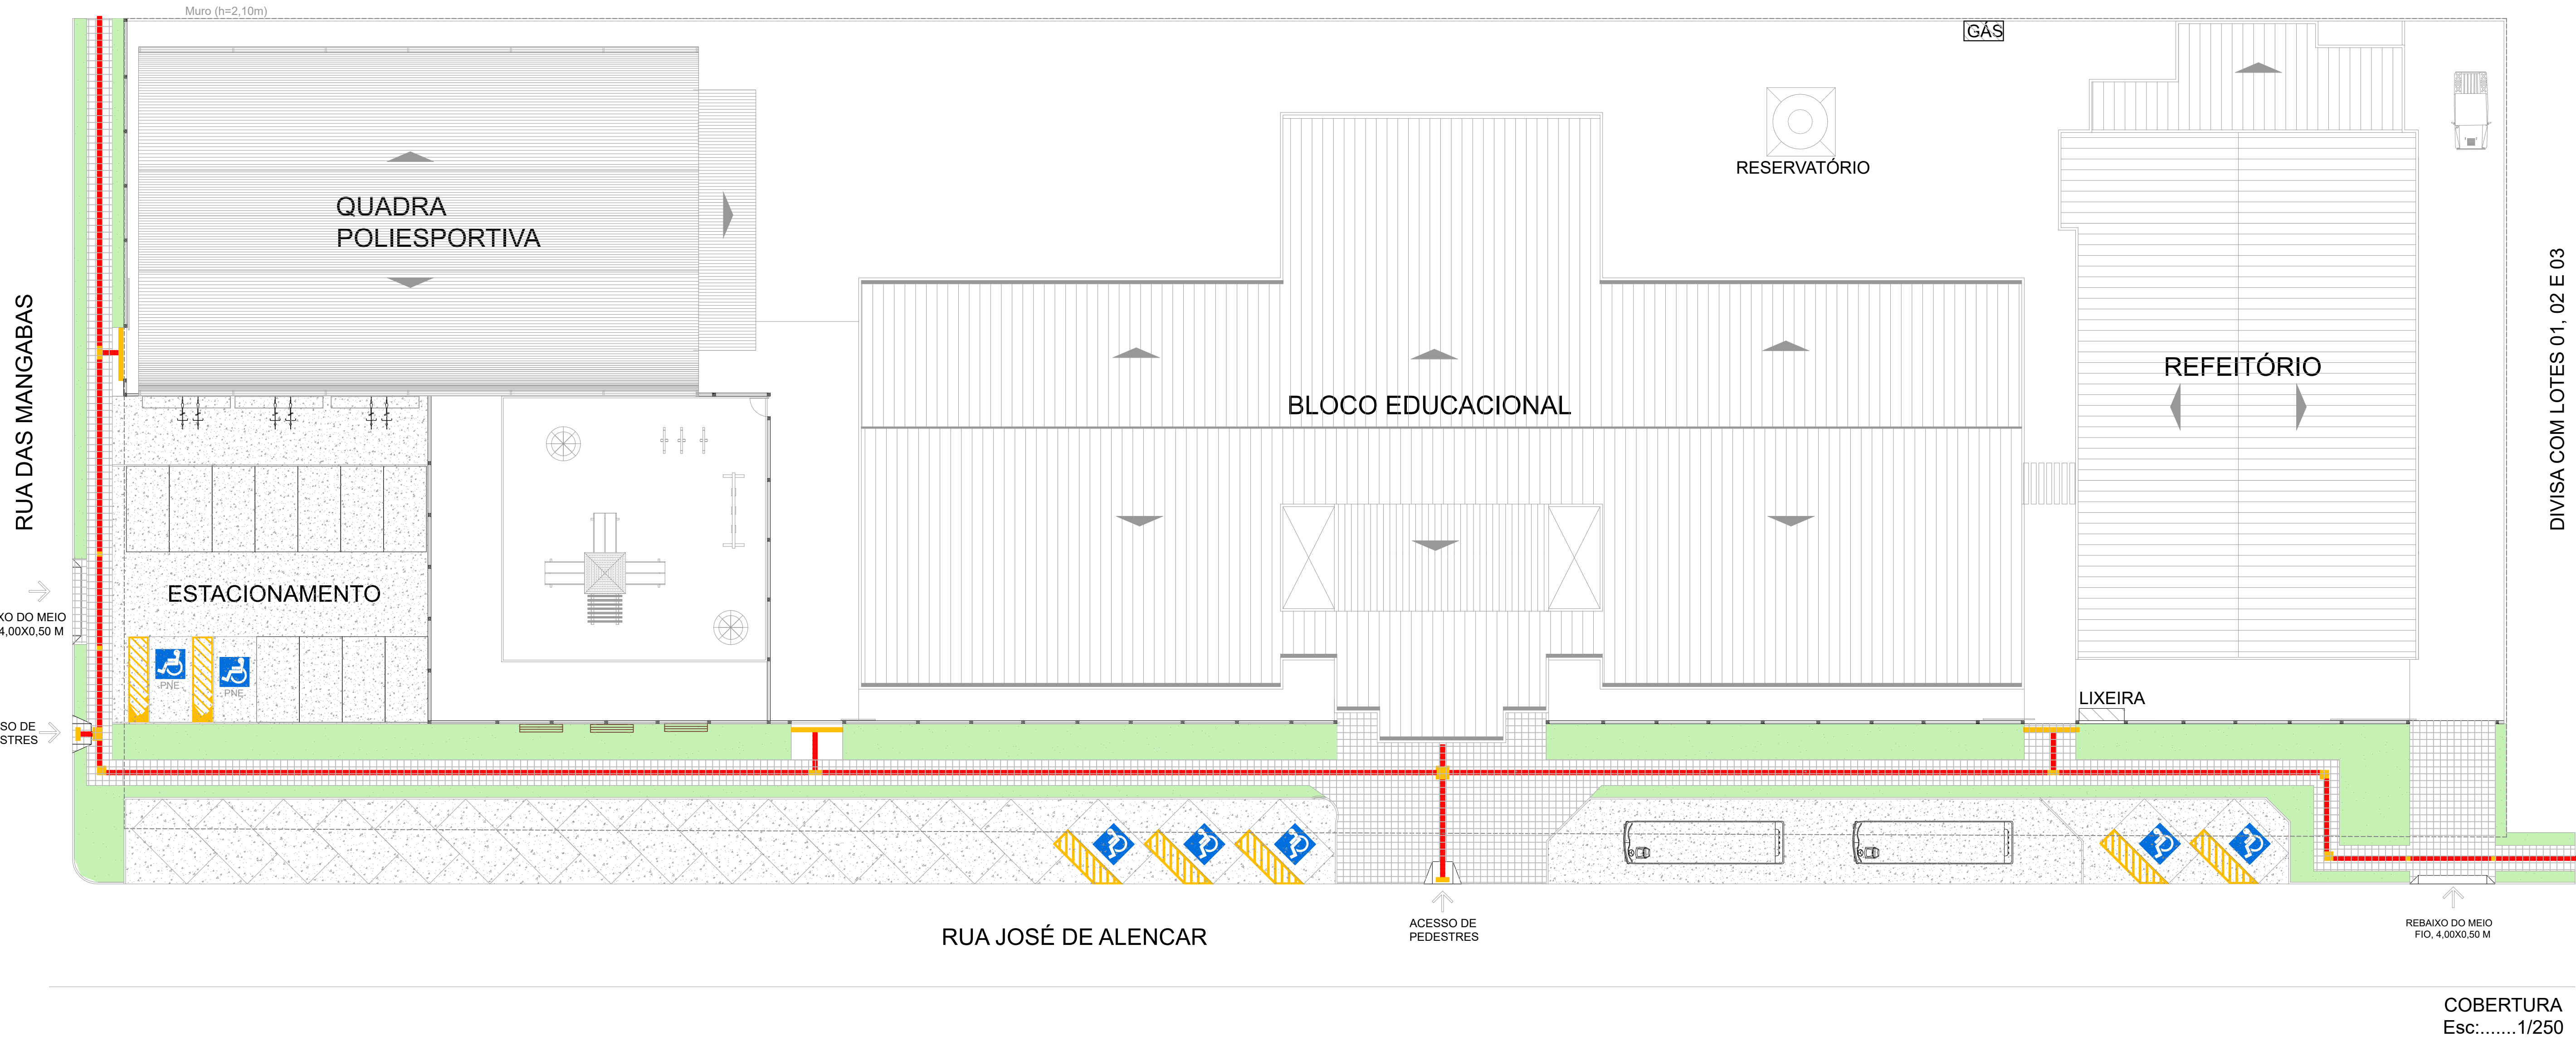 Muro (h=2,10m)
GÁS
RESERVATÓRIO
QUADRA
POLIESPORTIVA
RUA DAS MANGABAS
DIVISA COM LOTES 01, 02 E 03
REFEITÓRIO
BLOCO EDUCACIONAL
ESTACIONAMENTO
XO DO MEIO
4,00X0,50 M
PNE
PNE
LIXEIRA
SO DE
STRES
ACESSO DE
PEDESTRES
REBAIXO DO MEIO
FIO, 4,00X0,50 M
RUA JOSÉ DE ALENCAR
COBERTURA
Esc:.......1/250